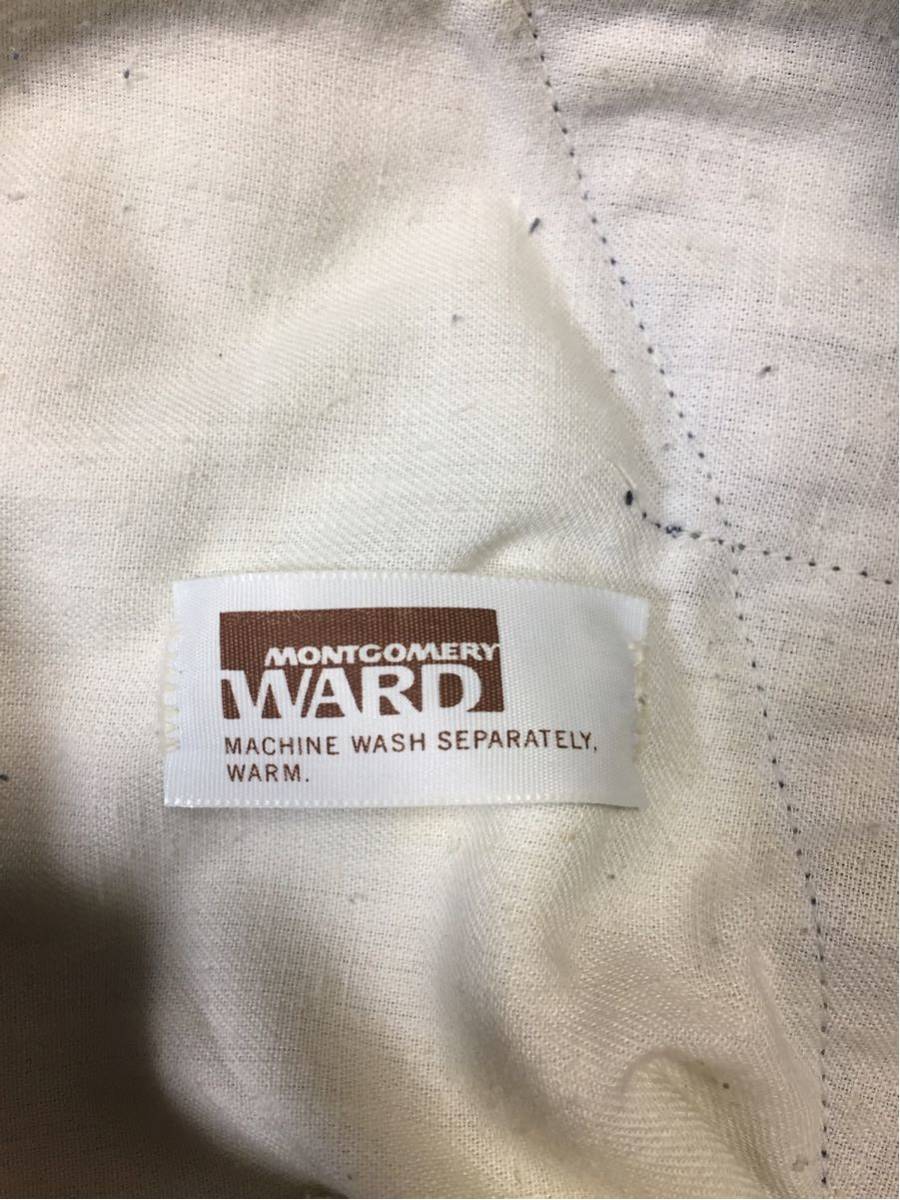 MONTGOMERY
WARD
MACHINE WASH SEPARATELY,
WARM.